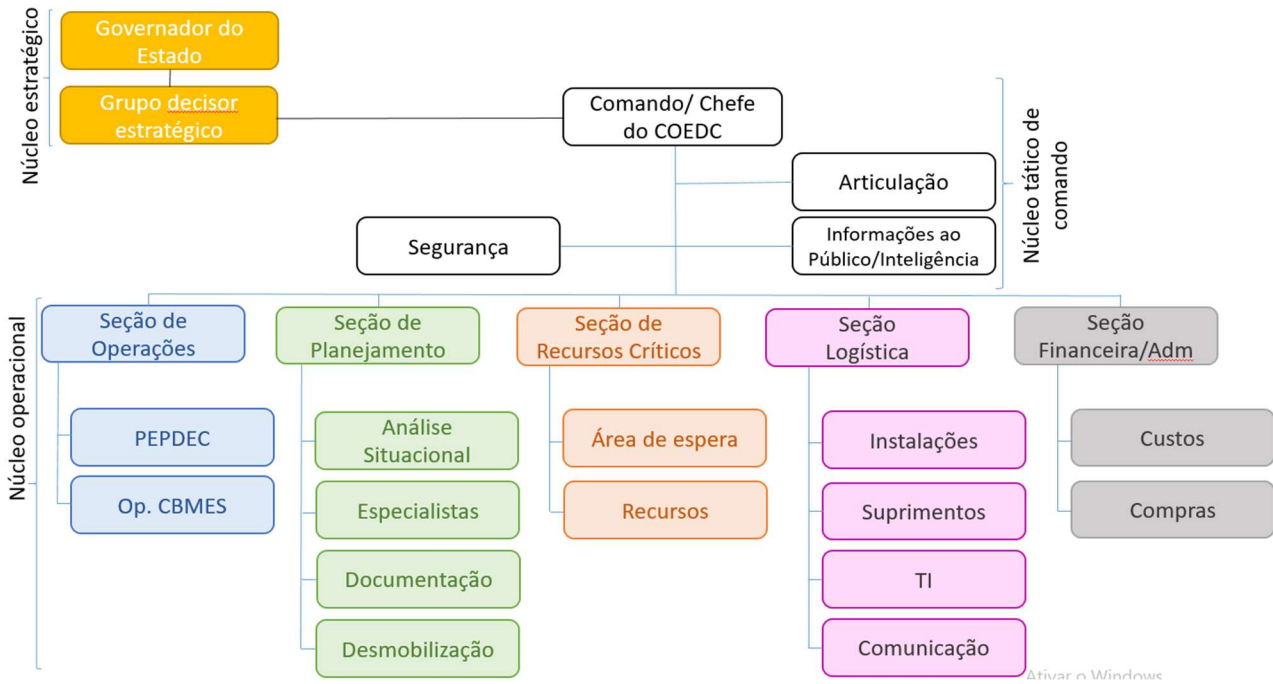 Núcleo estratégico
Governador do
Estado
Grupo decisor
estratégico
Comando/ Chefe
do COEDC
Articulação
Segurança
Informações ao
Público/Inteligência
Núcleo tático de
comando
Núcleo operacional
Seção de
Operações
PEPDEC
Op. CBMES
Seção de
Planejamento
Análise
Situacional
Especialistas
Documentação
Desmobilização
Seção de
Recursos Críticos
Área de espera
Recursos
Seção
Logística
Instalações
Suprimentos
TI
Comunicação
Seção
Financeira/Adm
Custos
Compras
Ativar o Windows